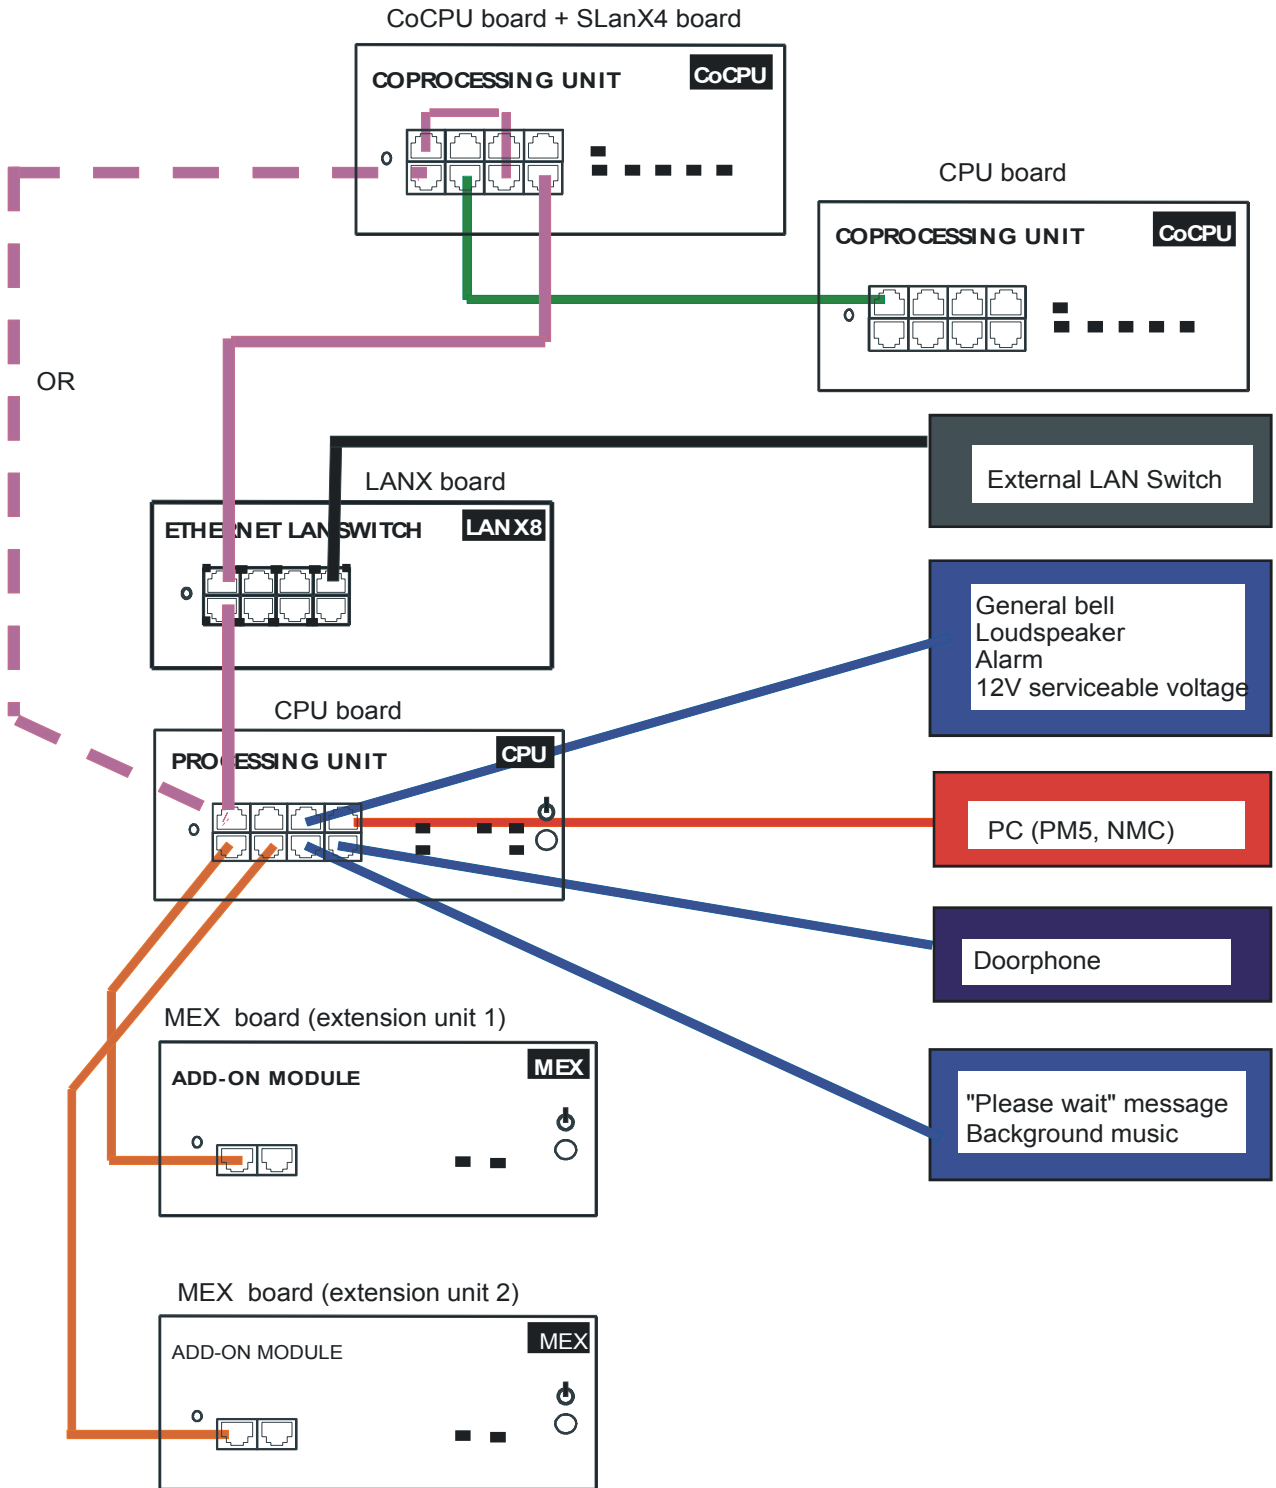 CoCPU board + SLanX4 board
COPROCESSING UNIT
CoCPU
CPU board
COPROCESSING UNIT
CoCPU
OR
External LAN Switch
LANX board
ETHERNET LANSWITCH
LANX8
General bell
Loudspeaker
Alarm
12V serviceable voltage
CPU board
PROCESSING UNIT
CPU
PC (PM5, NMC)
Doorphone
MEX board (extension unit 1)
ADD-ON MODULE
MEX
"Please wait" message
Background music
MEX board (extension unit 2)
ADD-ON MODULE
MEX